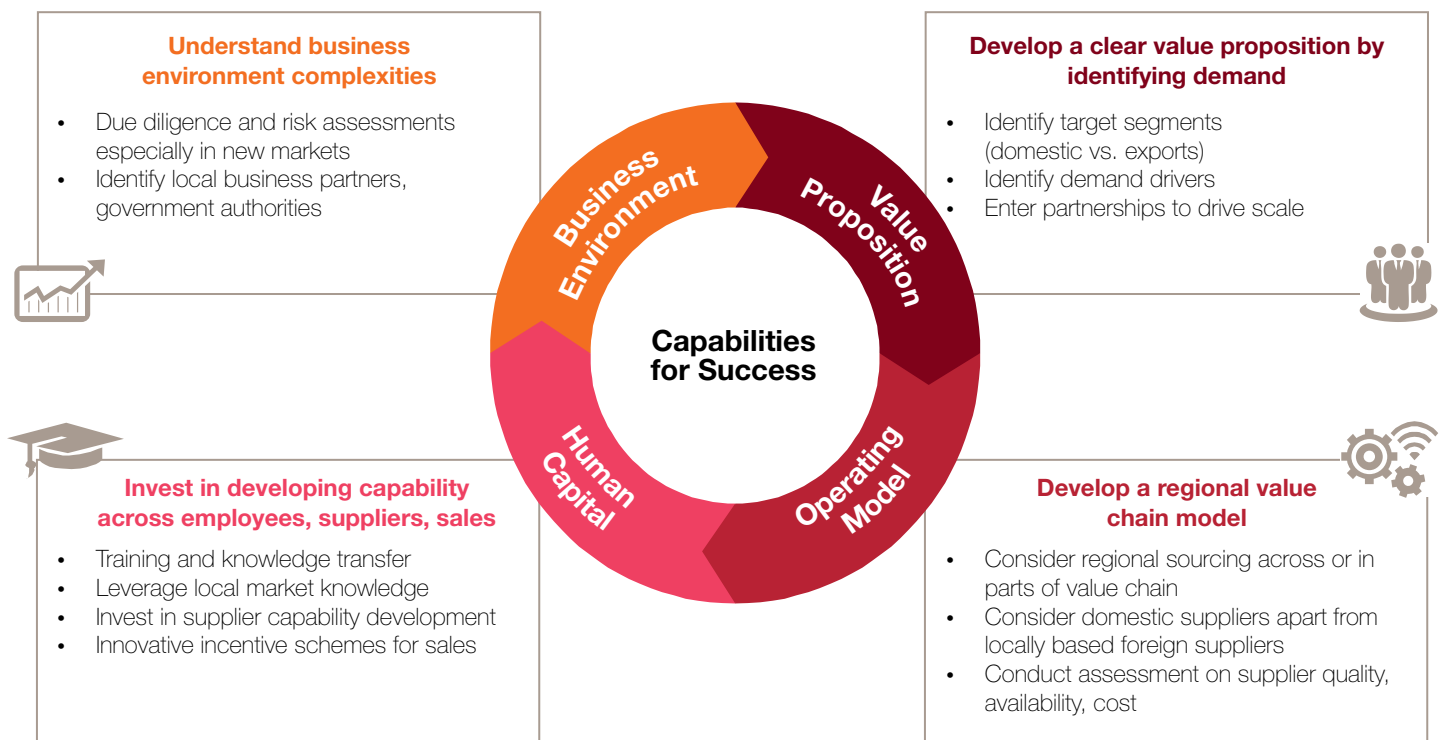 Understand business
environment complexities
• Due diligence and risk assessments
especially in new markets
• Identify local business partners,
government authorities
Develop a clear value proposition by
identifying demand
• Identify target segments
(domestic vs. exports)
• Identify demand drivers
• Enter partnerships to drive scale
Business
Environment
Value
Proposition
Capabilities
for Success
Human
Capital
Operating
Model
Invest in developing capability
across employees, suppliers, sales
• Training and knowledge transfer
• Leverage local market knowledge
• Invest in supplier capability development
• Innovative incentive schemes for sales
Develop a regional value
chain model
• Consider regional sourcing across or in
parts of value chain
• Consider domestic suppliers apart from
locally based foreign suppliers
• Conduct assessment on supplier quality,
availability, cost